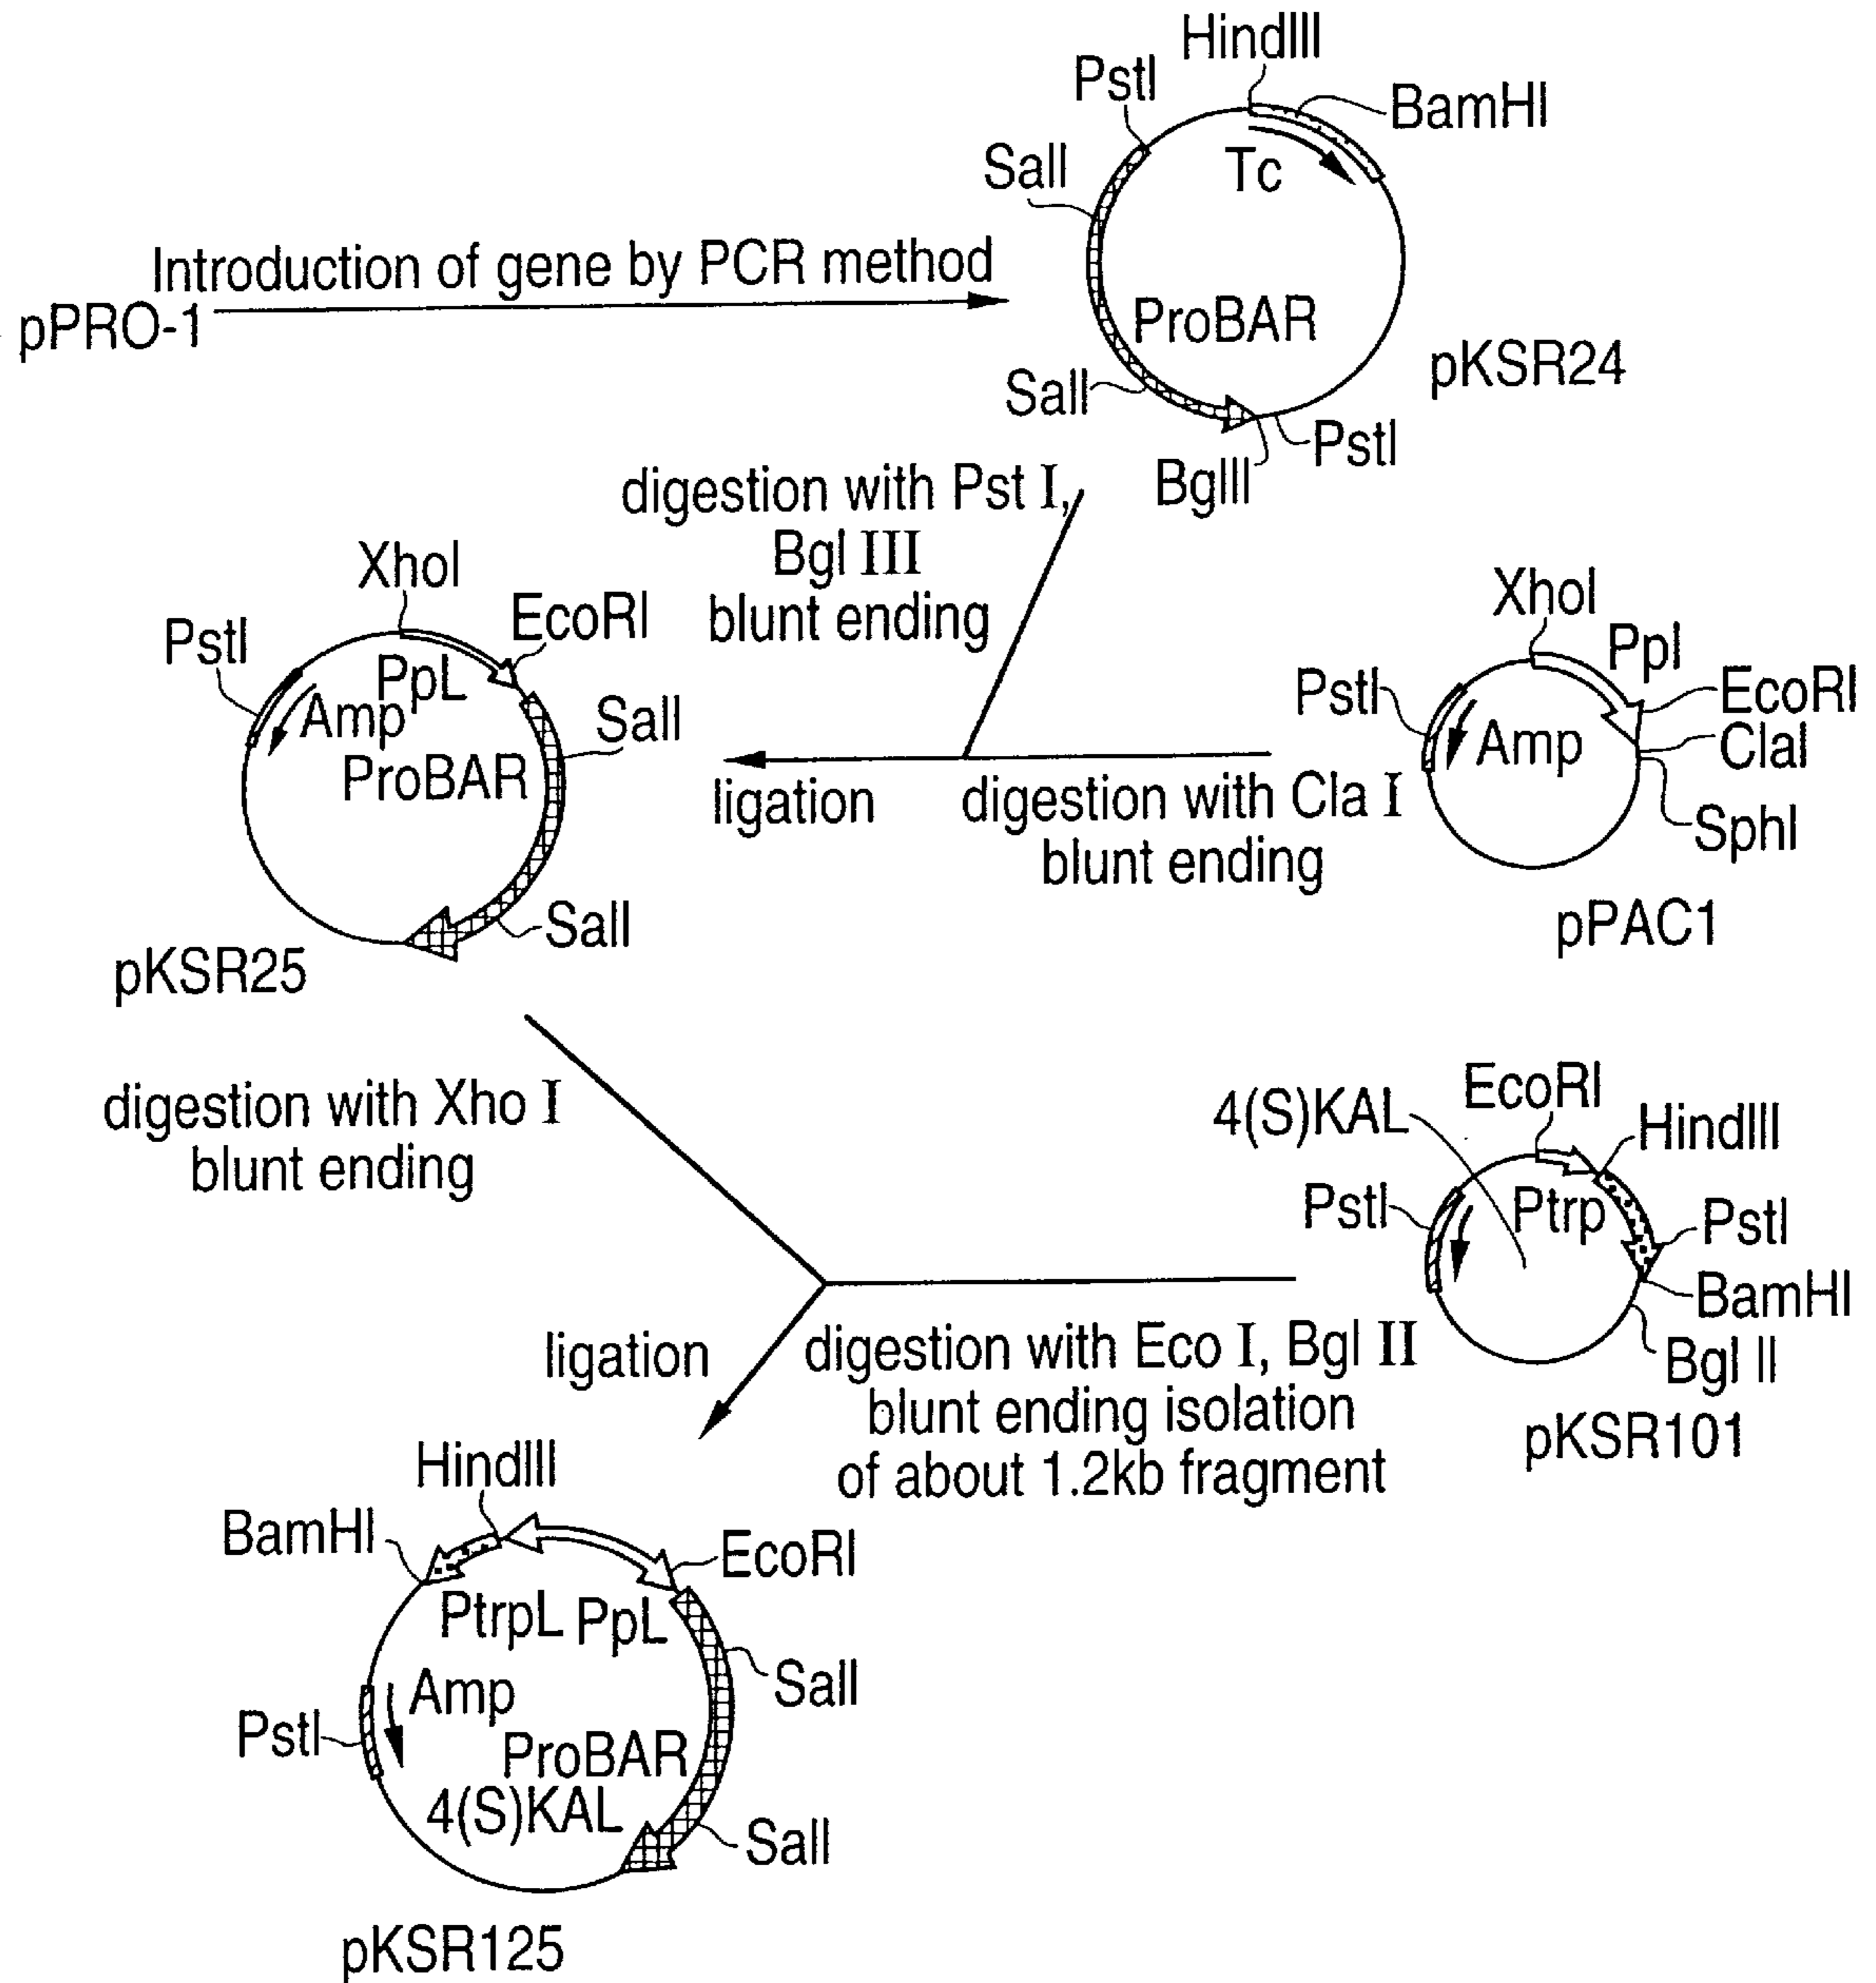 HindIII
PstI
BamHI
SalI
Tc
Introduction of gene by PCR method
pPRO-1
ProBAR
pKSR24
SalI
PstI
BglII
digestion with Pst I,
Bgl III
blunt ending
XhoI
EcoRI
PstI
PpL
Amp
SalI
ProBAR
SalI
pKSR25
ligation
digestion with Cla I
blunt ending
XhoI
Ppl
PstI
EcoRI
Amp
ClaI
SphI
pPAC1
digestion with Xho I
blunt ending
4(S)KAL
EcoRI
HindIII
PstI
Ptrp
PstI
BamHI
Bgl II
pKSR101
ligation
digestion with Eco I, Bgl II
blunt ending isolation
of about 1.2kb fragment
HindIII
BamHI
EcoRI
PtrpL PpL
SalI
Amp
PstI
ProBAR
4(S)KAL
SalI
pKSR125